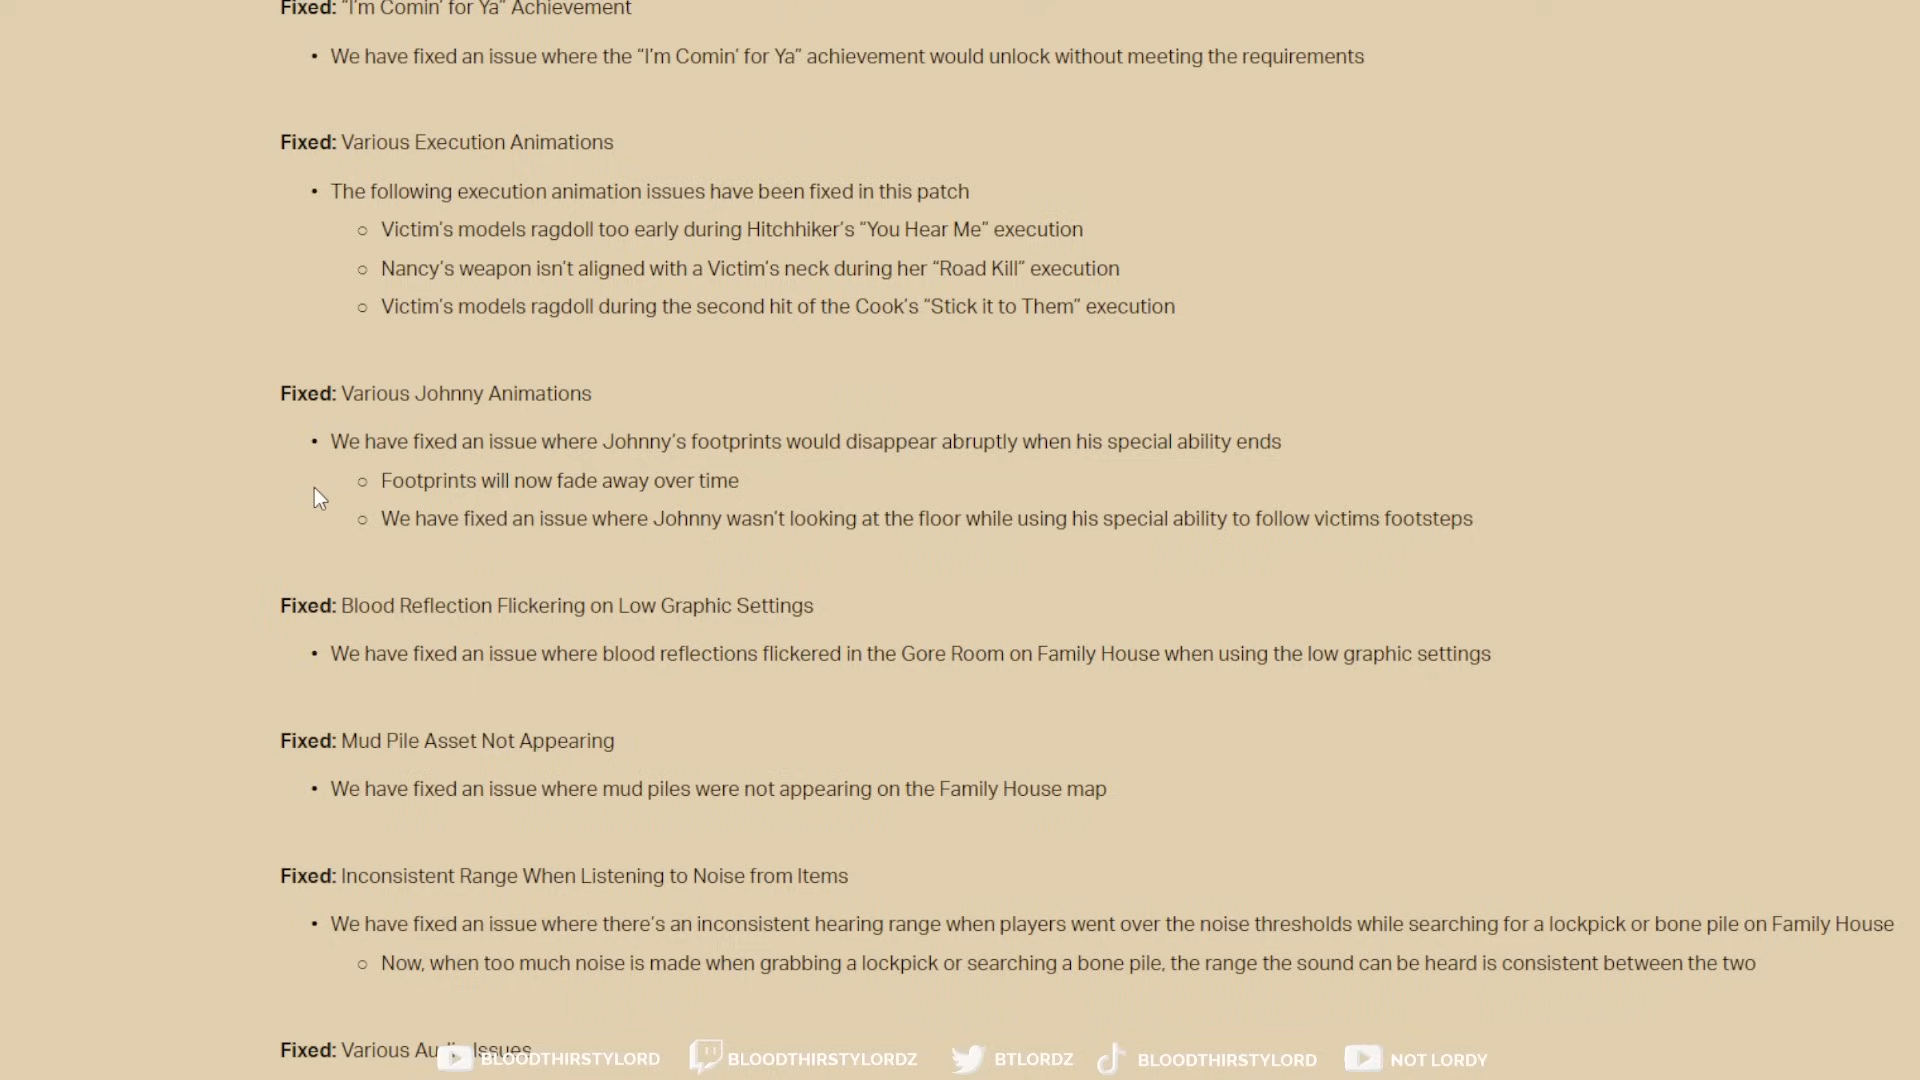 Fixed: “I’m Comin’ for Ya” Achievement
• We have fixed an issue where the “I’m Comin’ for Ya” achievement would unlock without meeting the requirements
Fixed: Various Execution Animations
• The following execution animation issues have been fixed in this patch
○ Victim’s models ragdoll too early during Hitchhiker’s “You Hear Me” execution
○ Nancy’s weapon isn’t aligned with a Victim’s neck during her “Road Kill” execution
○ Victim’s models ragdoll during the second hit of the Cook’s “Stick it to Them” execution
Fixed: Various Johnny Animations
• We have fixed an issue where Johnny’s footprints would disappear abruptly when his special ability ends
○ Footprints will now fade away over time
○ We have fixed an issue where Johnny wasn’t looking at the floor while using his special ability to follow victims footsteps
Fixed: Blood Reflection Flickering on Low Graphic Settings
• We have fixed an issue where blood reflections flickered in the Gore Room on Family House when using the low graphic settings
Fixed: Mud Pile Asset Not Appearing
• We have fixed an issue where mud piles were not appearing on the Family House map
Fixed: Inconsistent Range When Listening to Noise from Items
• We have fixed an issue where there’s an inconsistent hearing range when players went over the noise thresholds while searching for a lockpick or bone pile on Family House
○ Now, when too much noise is made when grabbing a lockpick or searching a bone pile, the range the sound can be heard is consistent between the two
Fixed: Various Audio Issues
BLOODTHIRSTYLORD BLOODTHIRSTYLORDZ BTLORDZ BLOODTHIRSTYLORD NOT LORDY